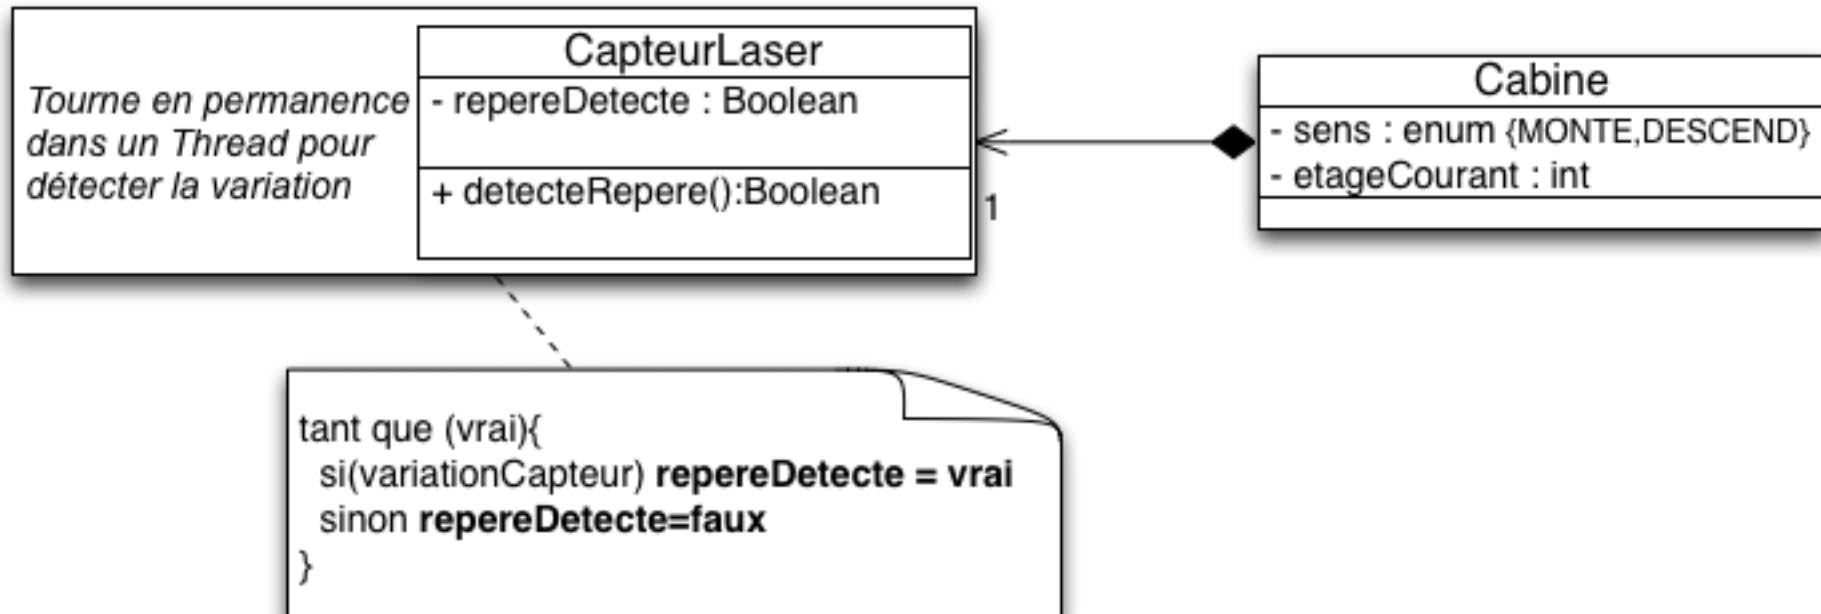 CapteurLaser
Tourne en permanence
dans un Thread pour
détecter la variation
- repereDetecte : Boolean
+ detecteRepere():Boolean
1
Cabine
- sens : enum {MONTE,DESCEND}
- etageCourant : int
tant que (vrai){
si(variationCapteur) repereDetecte = vrai
sinon repereDetecte=faux
}